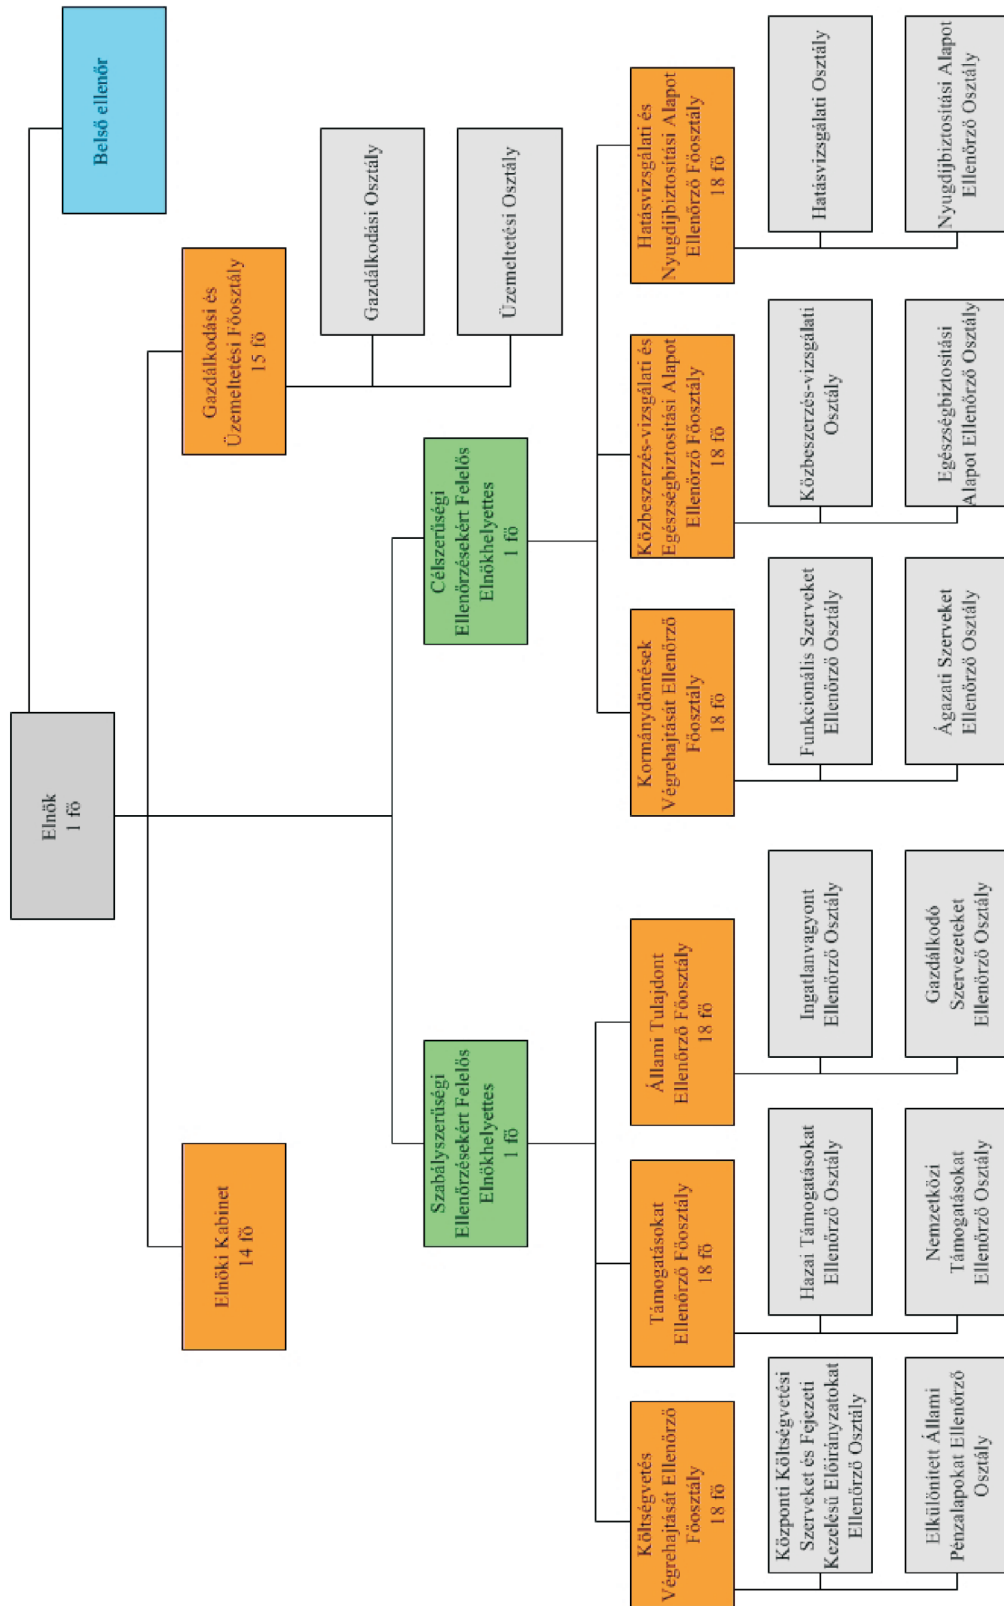 Elnök
1 fő
Belső ellenőr
Elnöki Kabinet
14 fő
Gazdálkodási és
Üzemeltetési Főosztály
15 fő
Gazdálkodási Osztály
Üzemeltetési Osztály
Szabályszerűségi
Ellenőrzésekért Felelős
Elnökhelyettes
1 fő
Célszerűségi
Ellenőrzésekért Felelős
Elnökhelyettes
1 fő
Költségvetés
Végrehajtását Ellenőrző
Főosztály
18 fő
Támogatásokat
Ellenőrző Főosztály
18 fő
Állami Tulajdont
Ellenőrző Főosztály
18 fő
Kormánydöntések
Végrehajtását Ellenőrző
Főosztály
18 fő
Közbeszerzés-vizsgálati és
Egészségbiztosítási Alapot
Ellenőrző Főosztály
18 fő
Hatásvizsgálati és
Nyugdíjbiztosítási Alapot
Ellenőrző Főosztály
18 fő
Központi Költségvetési
Szerveket és Fejezeti
Kezelésű Előirányzatokat
Ellenőrző Osztály
Hazai Támogatásokat
Ellenőrző Osztály
Ingatlanvagyont
Ellenőrző Osztály
Funkcionális Szerveket
Ellenőrző Osztály
Közbeszerzés-vizsgálati
Osztály
Hatásvizsgálati Osztály
Elkülönített Állami
Pénzalapokat Ellenőrző
Osztály
Nemzetközi
Támogatásokat
Ellenőrző Osztály
Gazdálkodó
Szervezeteket
Ellenőrző Osztály
Ágazati Szerveket
Ellenőrző Osztály
Egészségbiztosítási
Alapot Ellenőrző Osztály
Nyugdíjbiztosítási Alapot
Ellenőrző Osztály